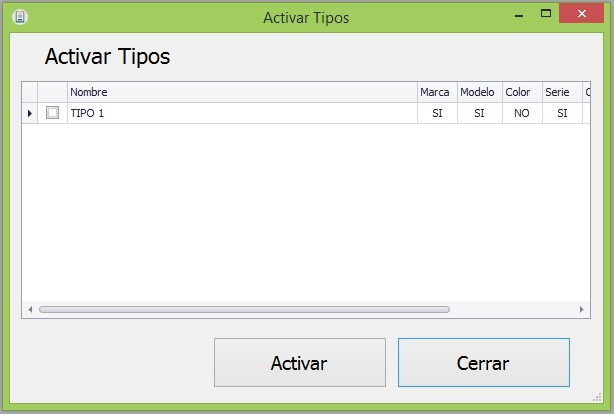 Activar Tipos
Activar Tipos
Nombre Marca Modelo Color Serie
TIPO 1 SI SI NO SI
Activar Cerrar